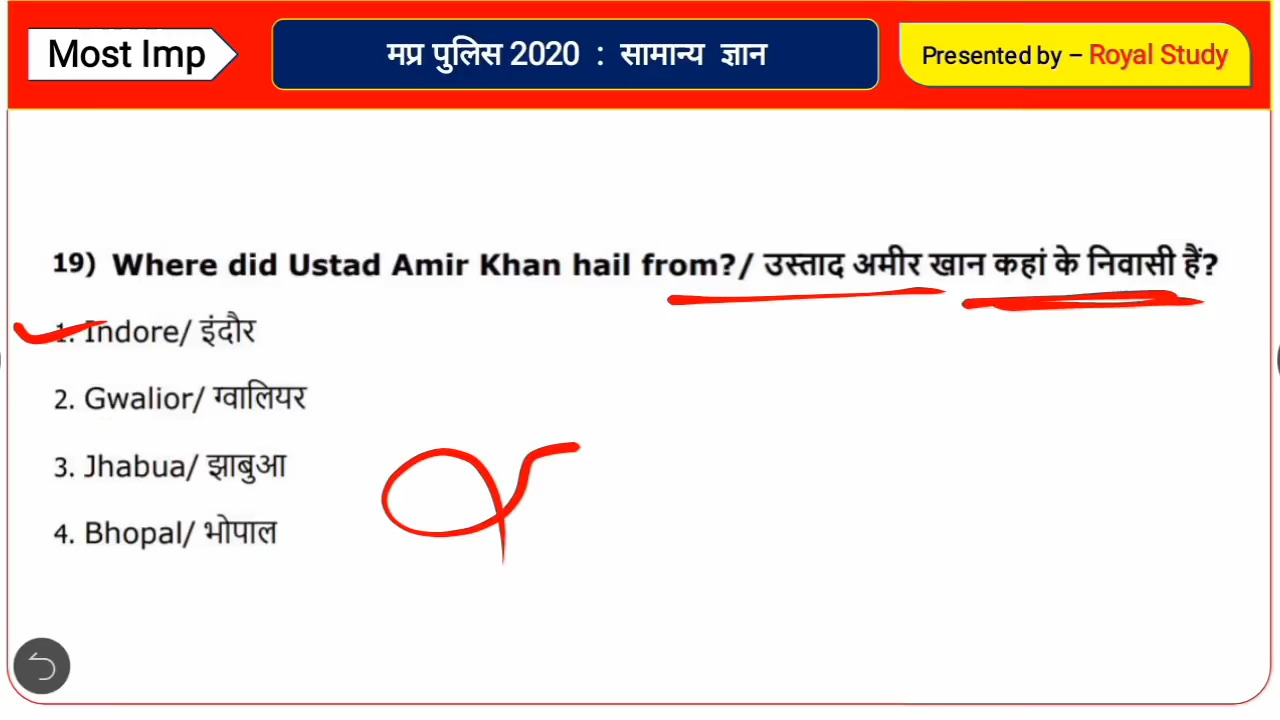 Most Imp
मप्र पुलिस 2020 : सामान्य ज्ञान
Presented by – Royal Study
19) Where did Ustad Amir Khan hail from?/ उस्ताद अमीर खान कहां के निवासी हैं?
1. Indore/ इंदौर
2. Gwalior/ ग्वालियर
3. Jhabua/ झाबुआ
4. Bhopal/ भोपाल